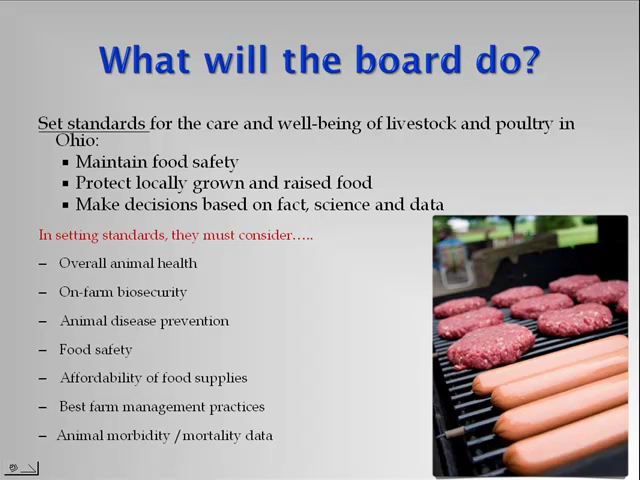 What will the board do?
Set standards for the care and well-being of livestock and poultry in
Ohio:
▪ Maintain food safety
▪ Protect locally grown and raised food
▪ Make decisions based on fact, science and data
In setting standards, they must consider…..
– Overall animal health
– On-farm biosecurity
– Animal disease prevention
– Food safety
– Affordability of food supplies
– Best farm management practices
– Animal morbidity /mortality data